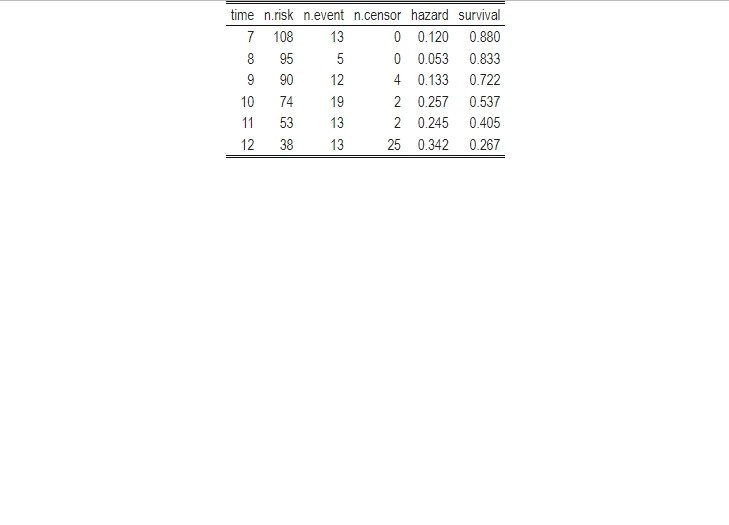 time n.risk n.event n.censor hazard survival
7 108 13 0 0.120 0.880
8 95 5 0 0.053 0.833
9 90 12 4 0.133 0.722
10 74 19 2 0.257 0.537
11 53 13 2 0.245 0.405
12 38 13 25 0.342 0.267